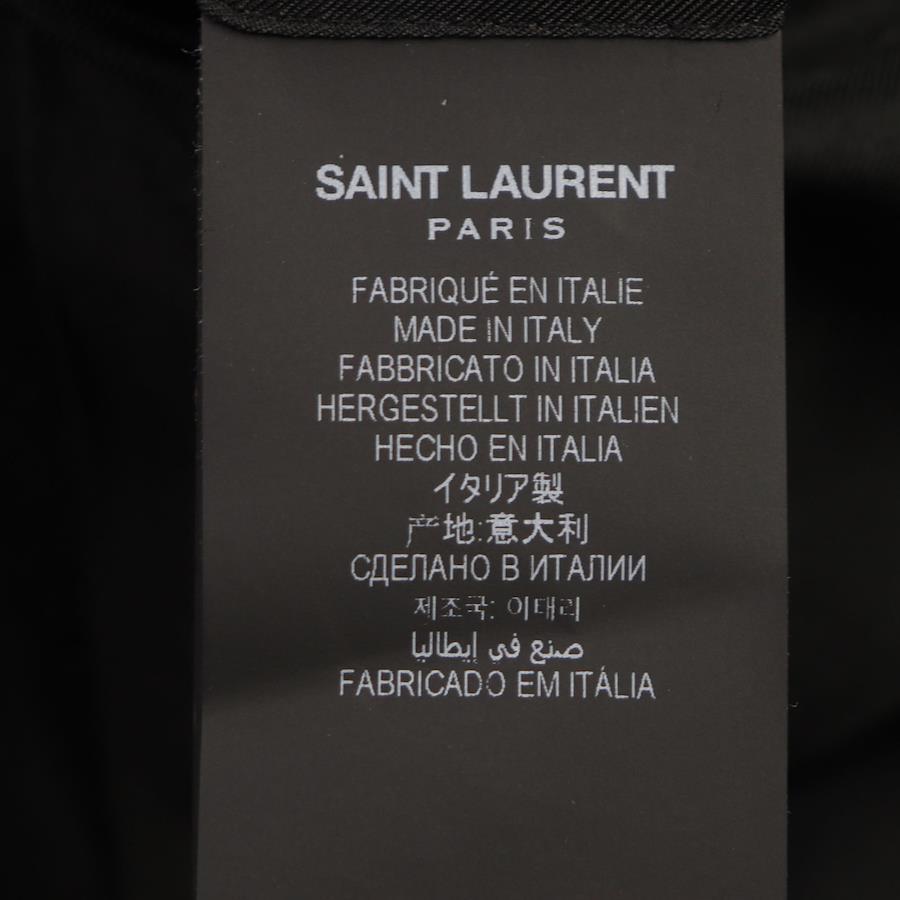 SAINT LAURENT
PARIS
FABRIQUÉ EN ITALIE
MADE IN ITALY
FABBRICATO IN ITALIA
HERGESTELLT IN ITALIEN
HECHO EN ITALIA
イタリア製
产地:意大利
СДЕЛАНО В ИТАЛИИ
제조국: 이태리
صنع في إيطاليا
FABRICADO EM ITÁLIA